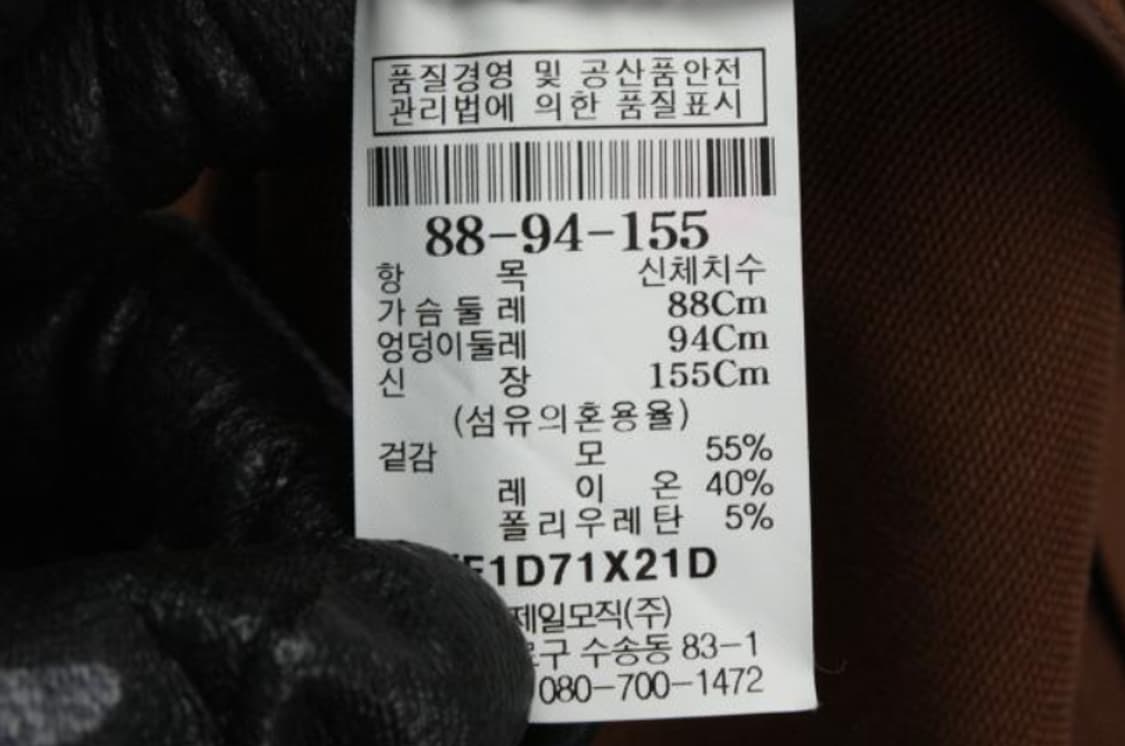 품질경영 및 공산품안전
관리법에 의한 품질표시
88-94-155
항 목 신체치수
가슴둘레 88Cm
엉덩이둘레 94Cm
신 장 155Cm
(섬유의혼용율)
겉감 모 55%
레이온 40%
폴리우레탄 5%
E1D71X21D
제일모직(주)
구 수송동 83-1
080-700-1472